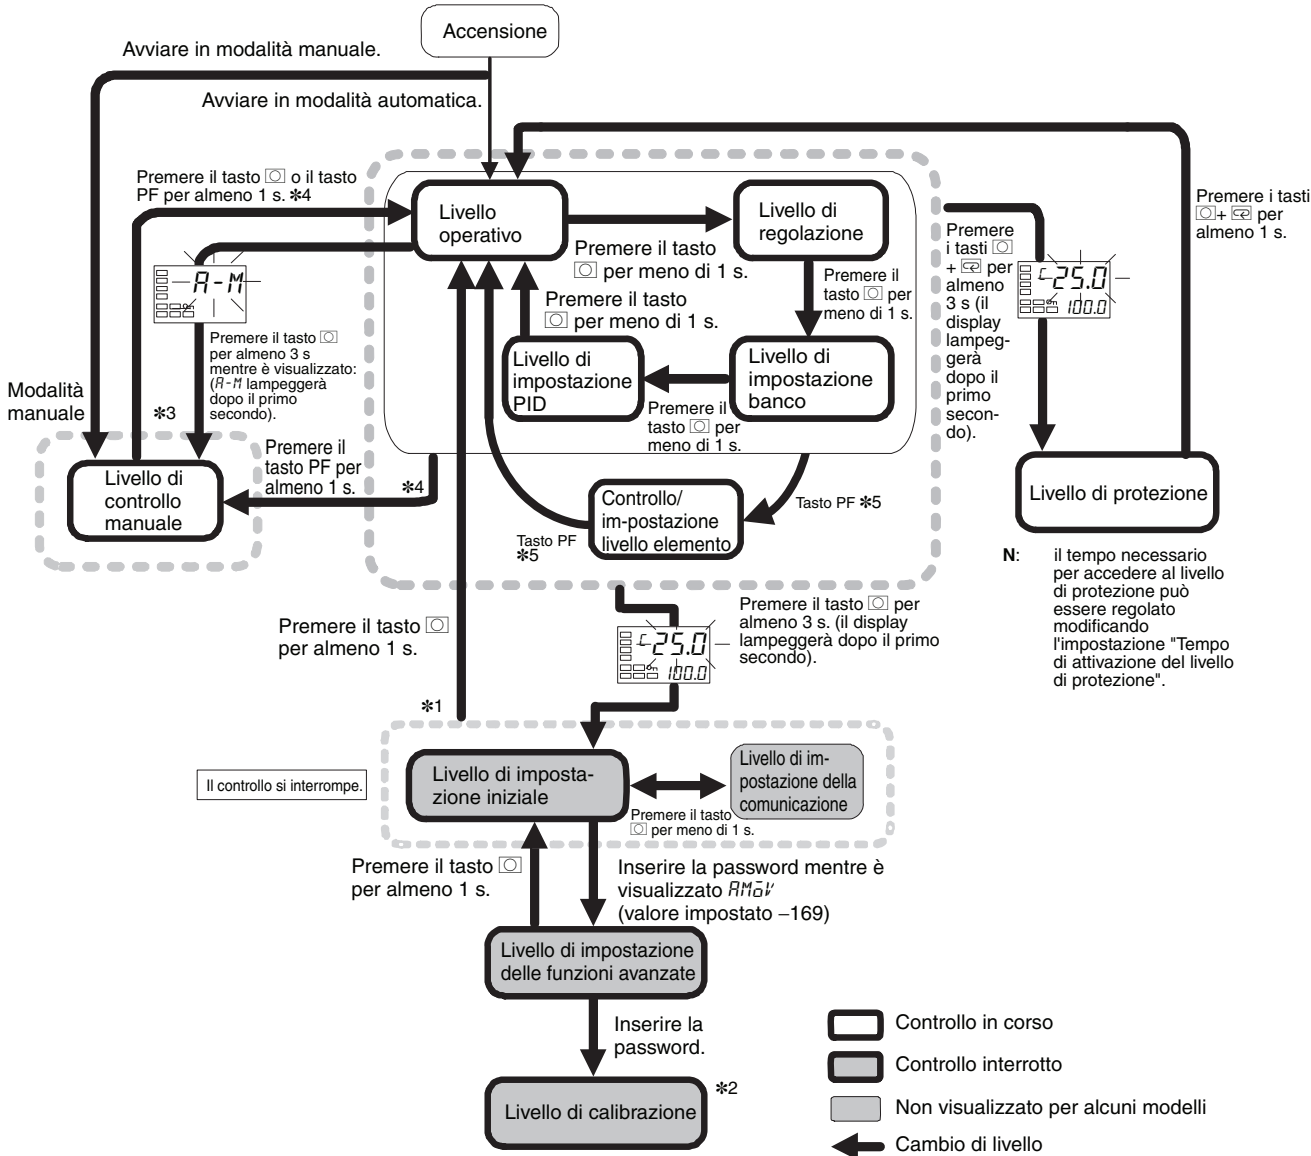 Accensione
Avviare in modalità manuale.
Avviare in modalità automatica.
Premere il tasto o il tasto
PF per almeno 1 s. *4
Livello
operativo
Livello di
regolazione
Premere il tasto
per meno di 1 s.
Premere il
tasto per
meno di 1 s.
Premere il tasto
per meno di 1 s.
Livello di
impostazione
PID
Livello di
impostazione
banco
Premere il
tasto per
meno di 1 s.
A-M
Premere il tasto
per almeno 3 s
mentre è visualizzato:
(A-M lampeggerà
dopo il primo
secondo).
Modalità
manuale
*3
Livello di
controllo
manuale
Premere il
tasto PF per
almeno 1 s.
*4
Controllo/
im-postazione
livello elemento
Tasto PF *5
Tasto PF
*5
Premere
i tasti
+ per
almeno
3 s (il
display
lampeg-
gerà
dopo il
primo
secon-
do).
C 25.0
100.0
Premere i tasti
+ per
almeno 1 s.
Livello di protezione
N: il tempo necessario
per accedere al livello
di protezione può
essere regolato
modificando
l'impostazione "Tempo
di attivazione del livello
di protezione".
Premere il tasto
per almeno 1 s.
*1
C 25.0
100.0
Premere il tasto per
almeno 3 s. (il display
lampeggerà dopo il primo
secondo).
Il controllo si interrompe.
Livello di imposta-
zione iniziale
Livello di im-
postazione della
comunicazione
Premere il tasto
per meno di 1 s.
Premere il tasto
per almeno 1 s.
Inserire la password mentre è
visualizzato AMoV
(valore impostato –169)
Livello di impostazione
delle funzioni avanzate
Inserire la
password.
Livello di calibrazione
*2
Controllo in corso
Controllo interrotto
Non visualizzato per alcuni modelli
Cambio di livello